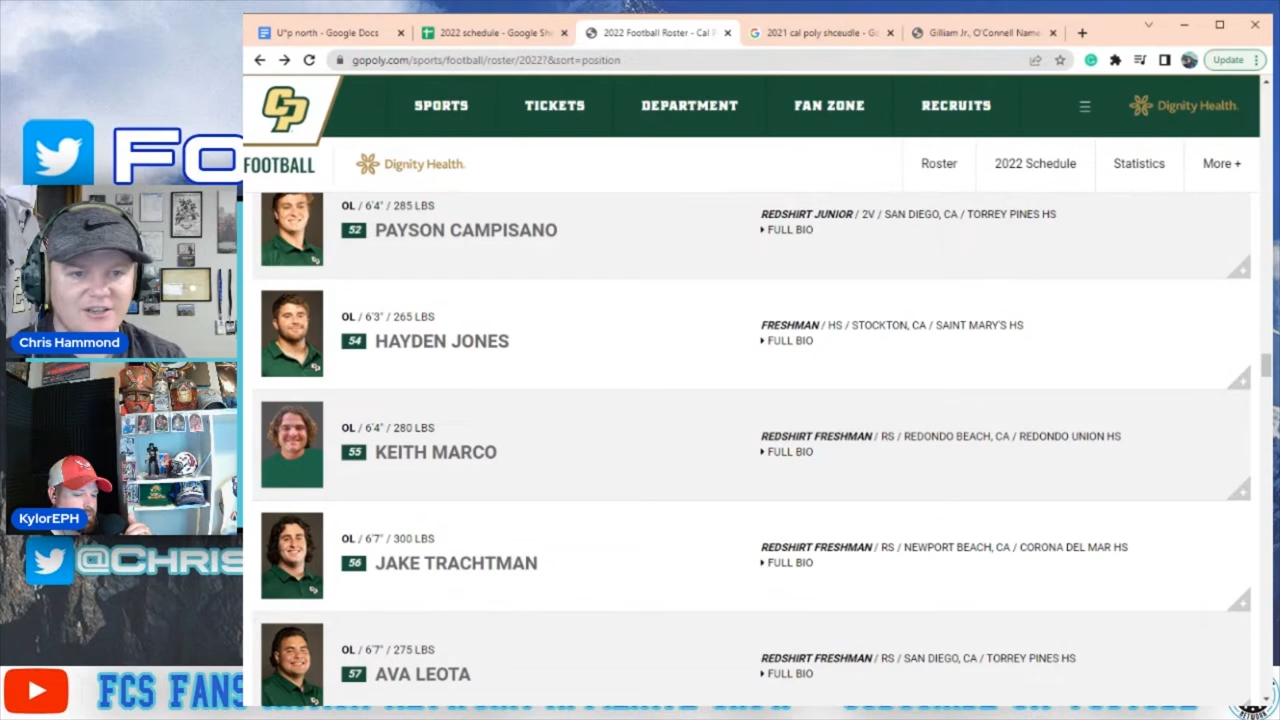 U*p north - Google Docs
2022 schedule - Google She
2022 Football Roster - Cal P
2021 cal poly shceudle - Go
Gilliam Jr., O'Connell Name
gopoly.com/sports/football/roster/2022?&sort=position
Update
CP
SPORTS
TICKETS
DEPARTMENT
FAN ZONE
RECRUITS
Dignity Health.
FOOTBALL
Dignity Health.
Roster
2022 Schedule
Statistics
More +
FO
OL / 6'4" / 285 LBS
52 PAYSON CAMPISANO
REDSHIRT JUNIOR / 2V / SAN DIEGO, CA / TORREY PINES HS
FULL BIO
OL / 6'3" / 265 LBS
54 HAYDEN JONES
FRESHMAN / HS / STOCKTON, CA / SAINT MARY'S HS
FULL BIO
Chris Hammond
OL / 6'4" / 280 LBS
55 KEITH MARCO
REDSHIRT FRESHMAN / RS / REDONDO BEACH, CA / REDONDO UNION HS
FULL BIO
KylorEPH
OL / 6'7" / 300 LBS
56 JAKE TRACHTMAN
REDSHIRT FRESHMAN / RS / NEWPORT BEACH, CA / CORONA DEL MAR HS
FULL BIO
@CHRIS
OL / 6'7" / 275 LBS
57 AVA LEOTA
REDSHIRT FRESHMAN / RS / SAN DIEGO, CA / TORREY PINES HS
FULL BIO
FCS FANS
NETWORK